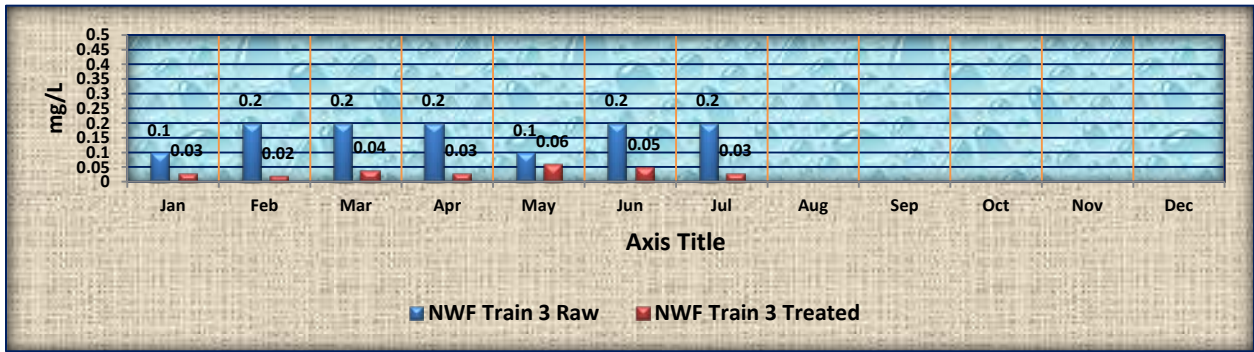 0.5
0.45
0.4
0.35
0.3
0.25
0.2
0.15
0.1
0.05
0
mg/L
0.1 0.03 0.2 0.02 0.2 0.04 0.2 0.03 0.1 0.06 0.2 0.05 0.2 0.03
Jan Feb Mar Apr May Jun Jul Aug Sep Oct Nov Dec
Axis Title
NWF Train 3 Raw NWF Train 3 Treated